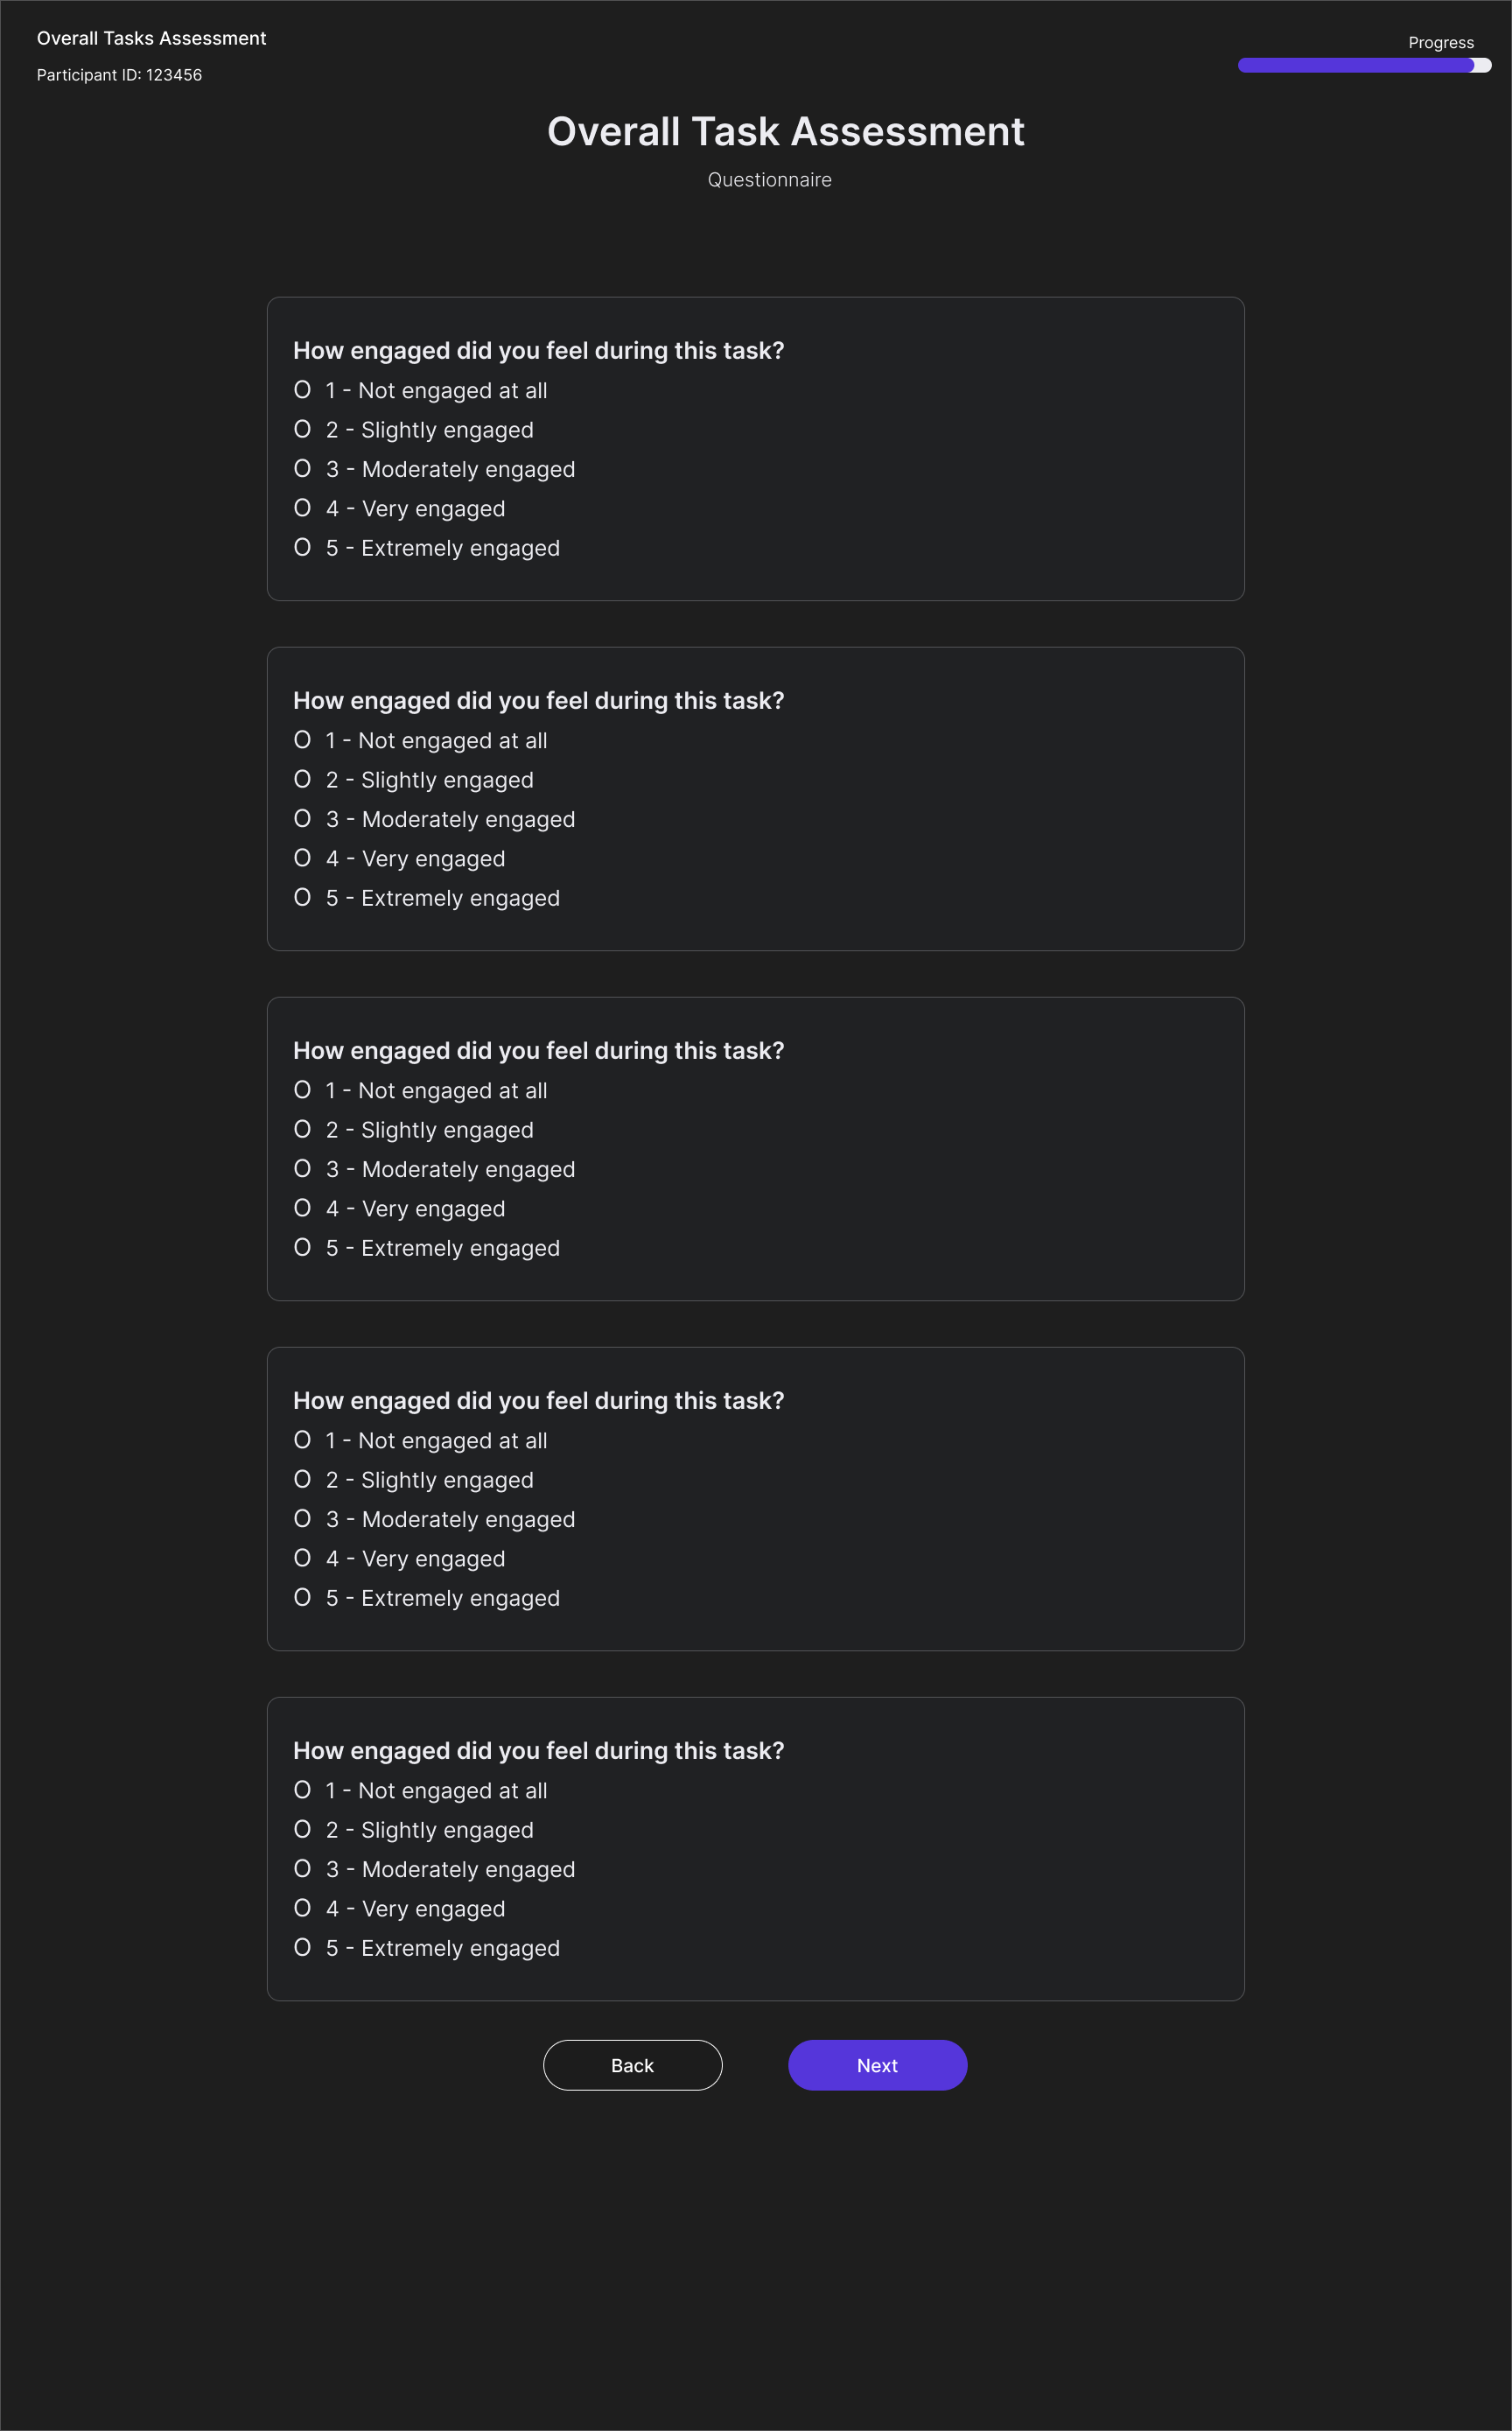 Overall Tasks Assessment
Progress
Participant ID: 123456
Overall Task Assessment
Questionnaire
How engaged did you feel during this task?
O 1 - Not engaged at all
O 2 - Slightly engaged
O 3 - Moderately engaged
O 4 - Very engaged
O 5 - Extremely engaged
How engaged did you feel during this task?
O 1 - Not engaged at all
O 2 - Slightly engaged
O 3 - Moderately engaged
O 4 - Very engaged
O 5 - Extremely engaged
How engaged did you feel during this task?
O 1 - Not engaged at all
O 2 - Slightly engaged
O 3 - Moderately engaged
O 4 - Very engaged
O 5 - Extremely engaged
How engaged did you feel during this task?
O 1 - Not engaged at all
O 2 - Slightly engaged
O 3 - Moderately engaged
O 4 - Very engaged
O 5 - Extremely engaged
How engaged did you feel during this task?
O 1 - Not engaged at all
O 2 - Slightly engaged
O 3 - Moderately engaged
O 4 - Very engaged
O 5 - Extremely engaged
Back Next